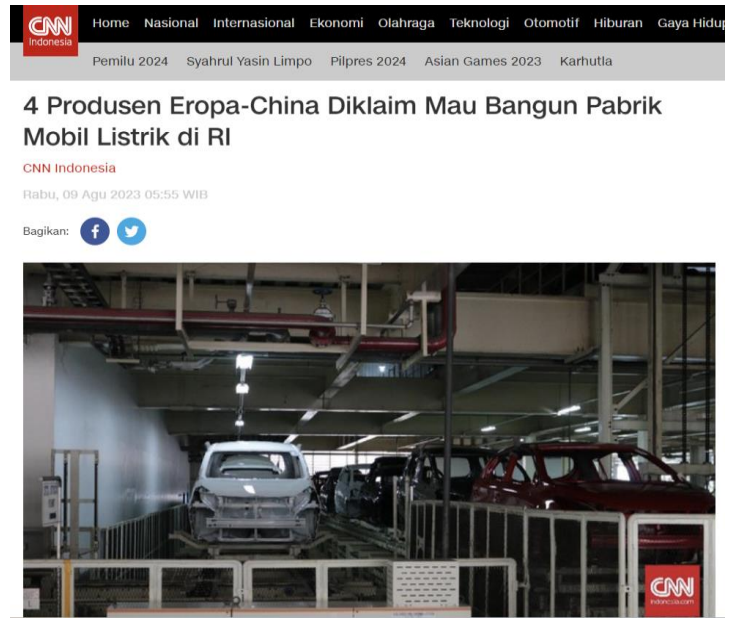 CNN
Indonesia
Home Nasional Internasional Ekonomi Olahraga Teknologi Otomotif Hiburan Gaya Hidup
Pemilu 2024 Syahrul Yasin Limpo Pilpres 2024 Asian Games 2023 Karhutla
4 Produsen Eropa-China Diklaim Mau Bangun Pabrik
Mobil Listrik di RI
CNN Indonesia
Rabu, 09 Agu 2023 05:55 WIB
Bagikan:
CNN
Indonesia.com